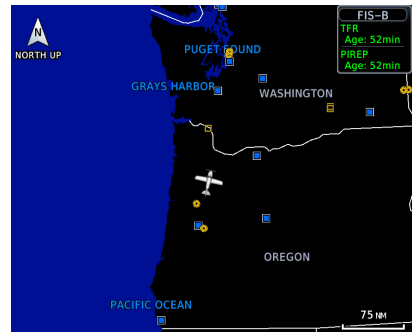 FIS-B
TFR
Age: 52min
PIREP
Age: 52min
N
NORTH UP
PUGET SOUND
GRAYS HARBOR
WASHINGTON
OREGON
PACIFIC OCEAN
75 NM